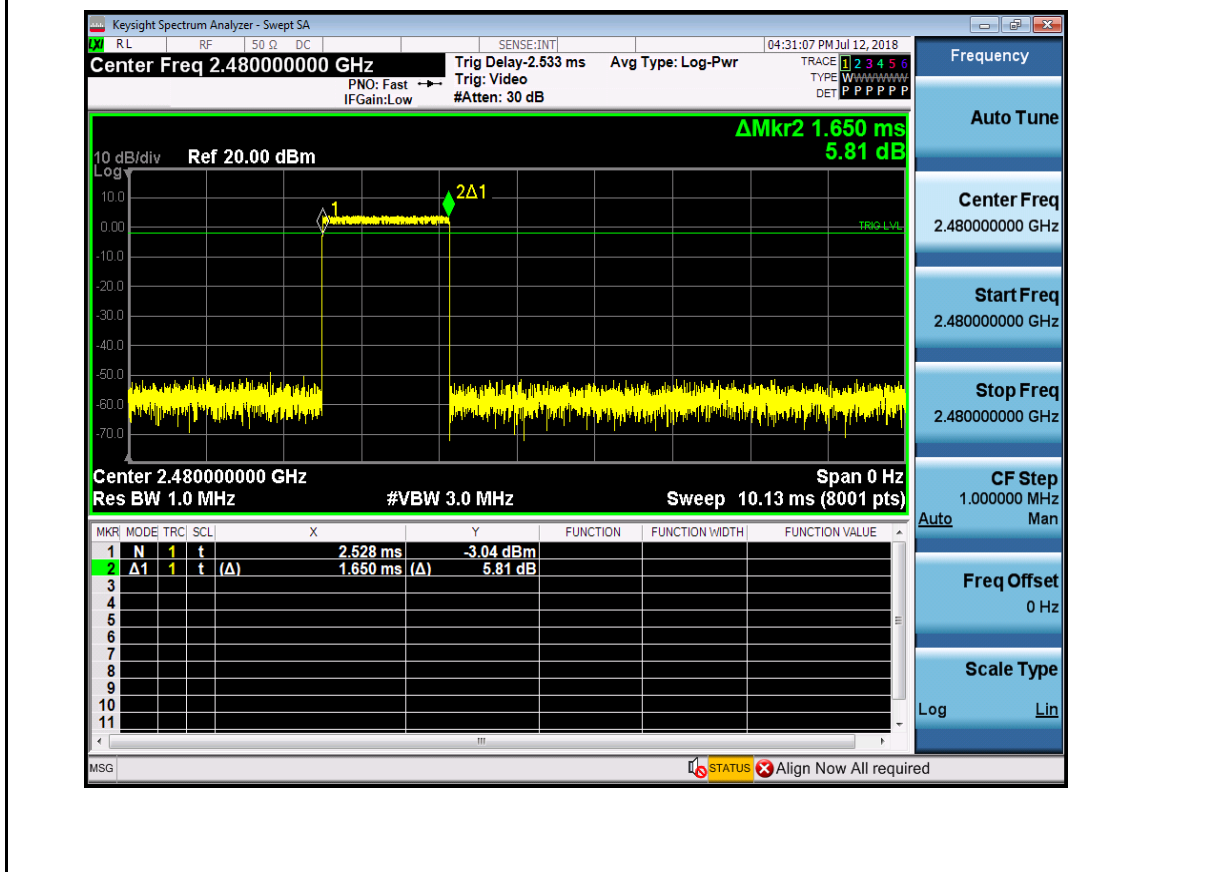 Keysight Spectrum Analyzer - Swept SA
LXI RL RF 50 Ω DC SENSE:INT 04:31:07 PM Jul 12, 2018
Center Freq 2.480000000 GHz
PNO: Fast
IFGain:Low
Trig Delay-2.533 ms
Trig: Video
#Atten: 30 dB
Avg Type: Log-Pwr
TRACE 1 2 3 4 5 6
TYPE WWWWWW
DET P P P P P P
ΔMkr2 1.650 ms
5.81 dB
10 dB/div Ref 20.00 dBm
Log
10.0
0.00
-10.0
-20.0
-30.0
-40.0
-50.0
-60.0
-70.0
1
2Δ1
TRIG LVL
Center 2.480000000 GHz Span 0 Hz
Res BW 1.0 MHz #VBW 3.0 MHz Sweep 10.13 ms (8001 pts)
MKR MODE TRC SCL X Y FUNCTION FUNCTION WIDTH FUNCTION VALUE
1 N 1 t 2.528 ms -3.04 dBm
2 Δ1 1 t (Δ) 1.650 ms (Δ) 5.81 dB
3
4
5
6
7
8
9
10
11
MSG STATUS Align Now All required
Frequency
Auto Tune
Center Freq
2.480000000 GHz
Start Freq
2.480000000 GHz
Stop Freq
2.480000000 GHz
CF Step
1.000000 MHz
Auto Man
Freq Offset
0 Hz
Scale Type
Log Lin